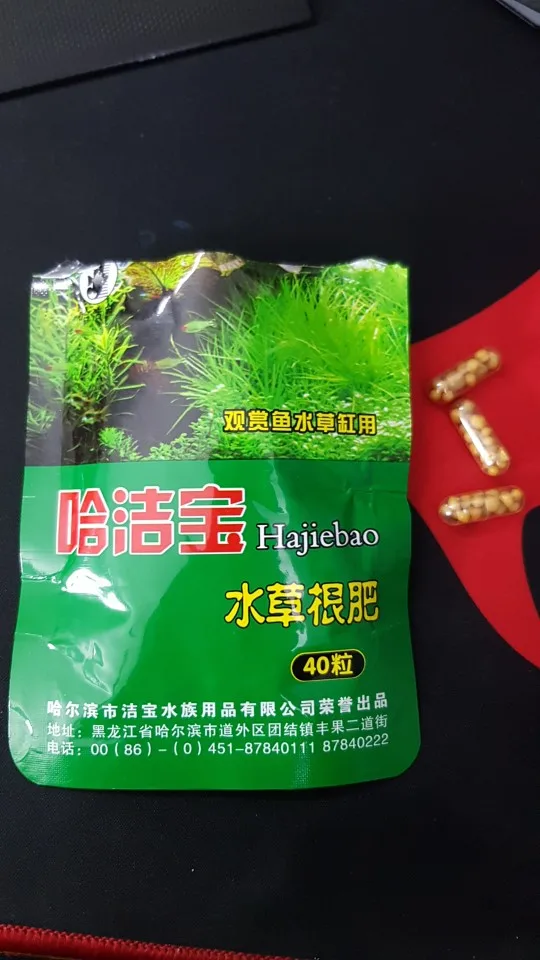 观赏鱼水草缸用
哈洁宝 Hajiebao
水草根肥
40粒
哈尔滨市洁宝水族用品有限公司荣誉出品
地址：黑龙江省哈尔滨市道外区团结镇丰果二道街
电话：00（86）-（0）451-87840111 87840222